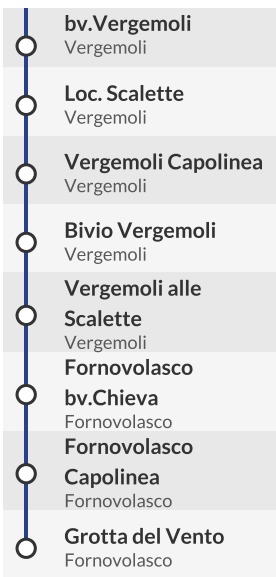 bv.Vergemoli
Vergemoli
Loc. Scalette
Vergemoli
Vergemoli Capolinea
Vergemoli
Bivio Vergemoli
Vergemoli
Vergemoli alle
Scalette
Vergemoli
Fornovolasco
bv.Chieva
Fornovolasco
Fornovolasco
Capolinea
Fornovolasco
Grotta del Vento
Fornovolasco